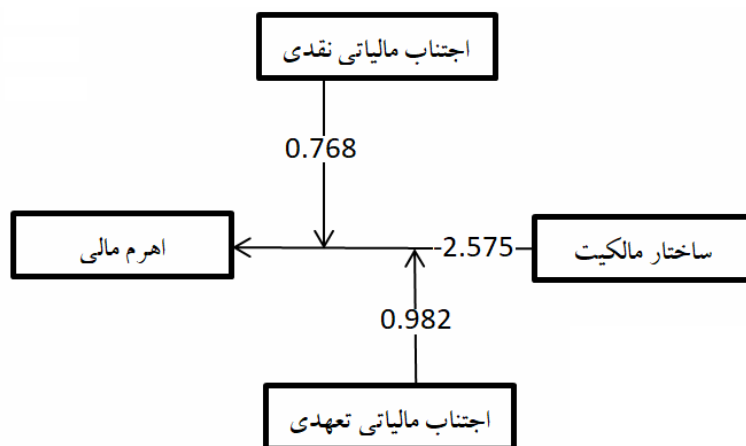 اجتناب مالیاتی نقدی
0.768
ساختار مالکیت
-2.575
اهرم مالی
0.982
اجتناب مالیاتی تعهدی